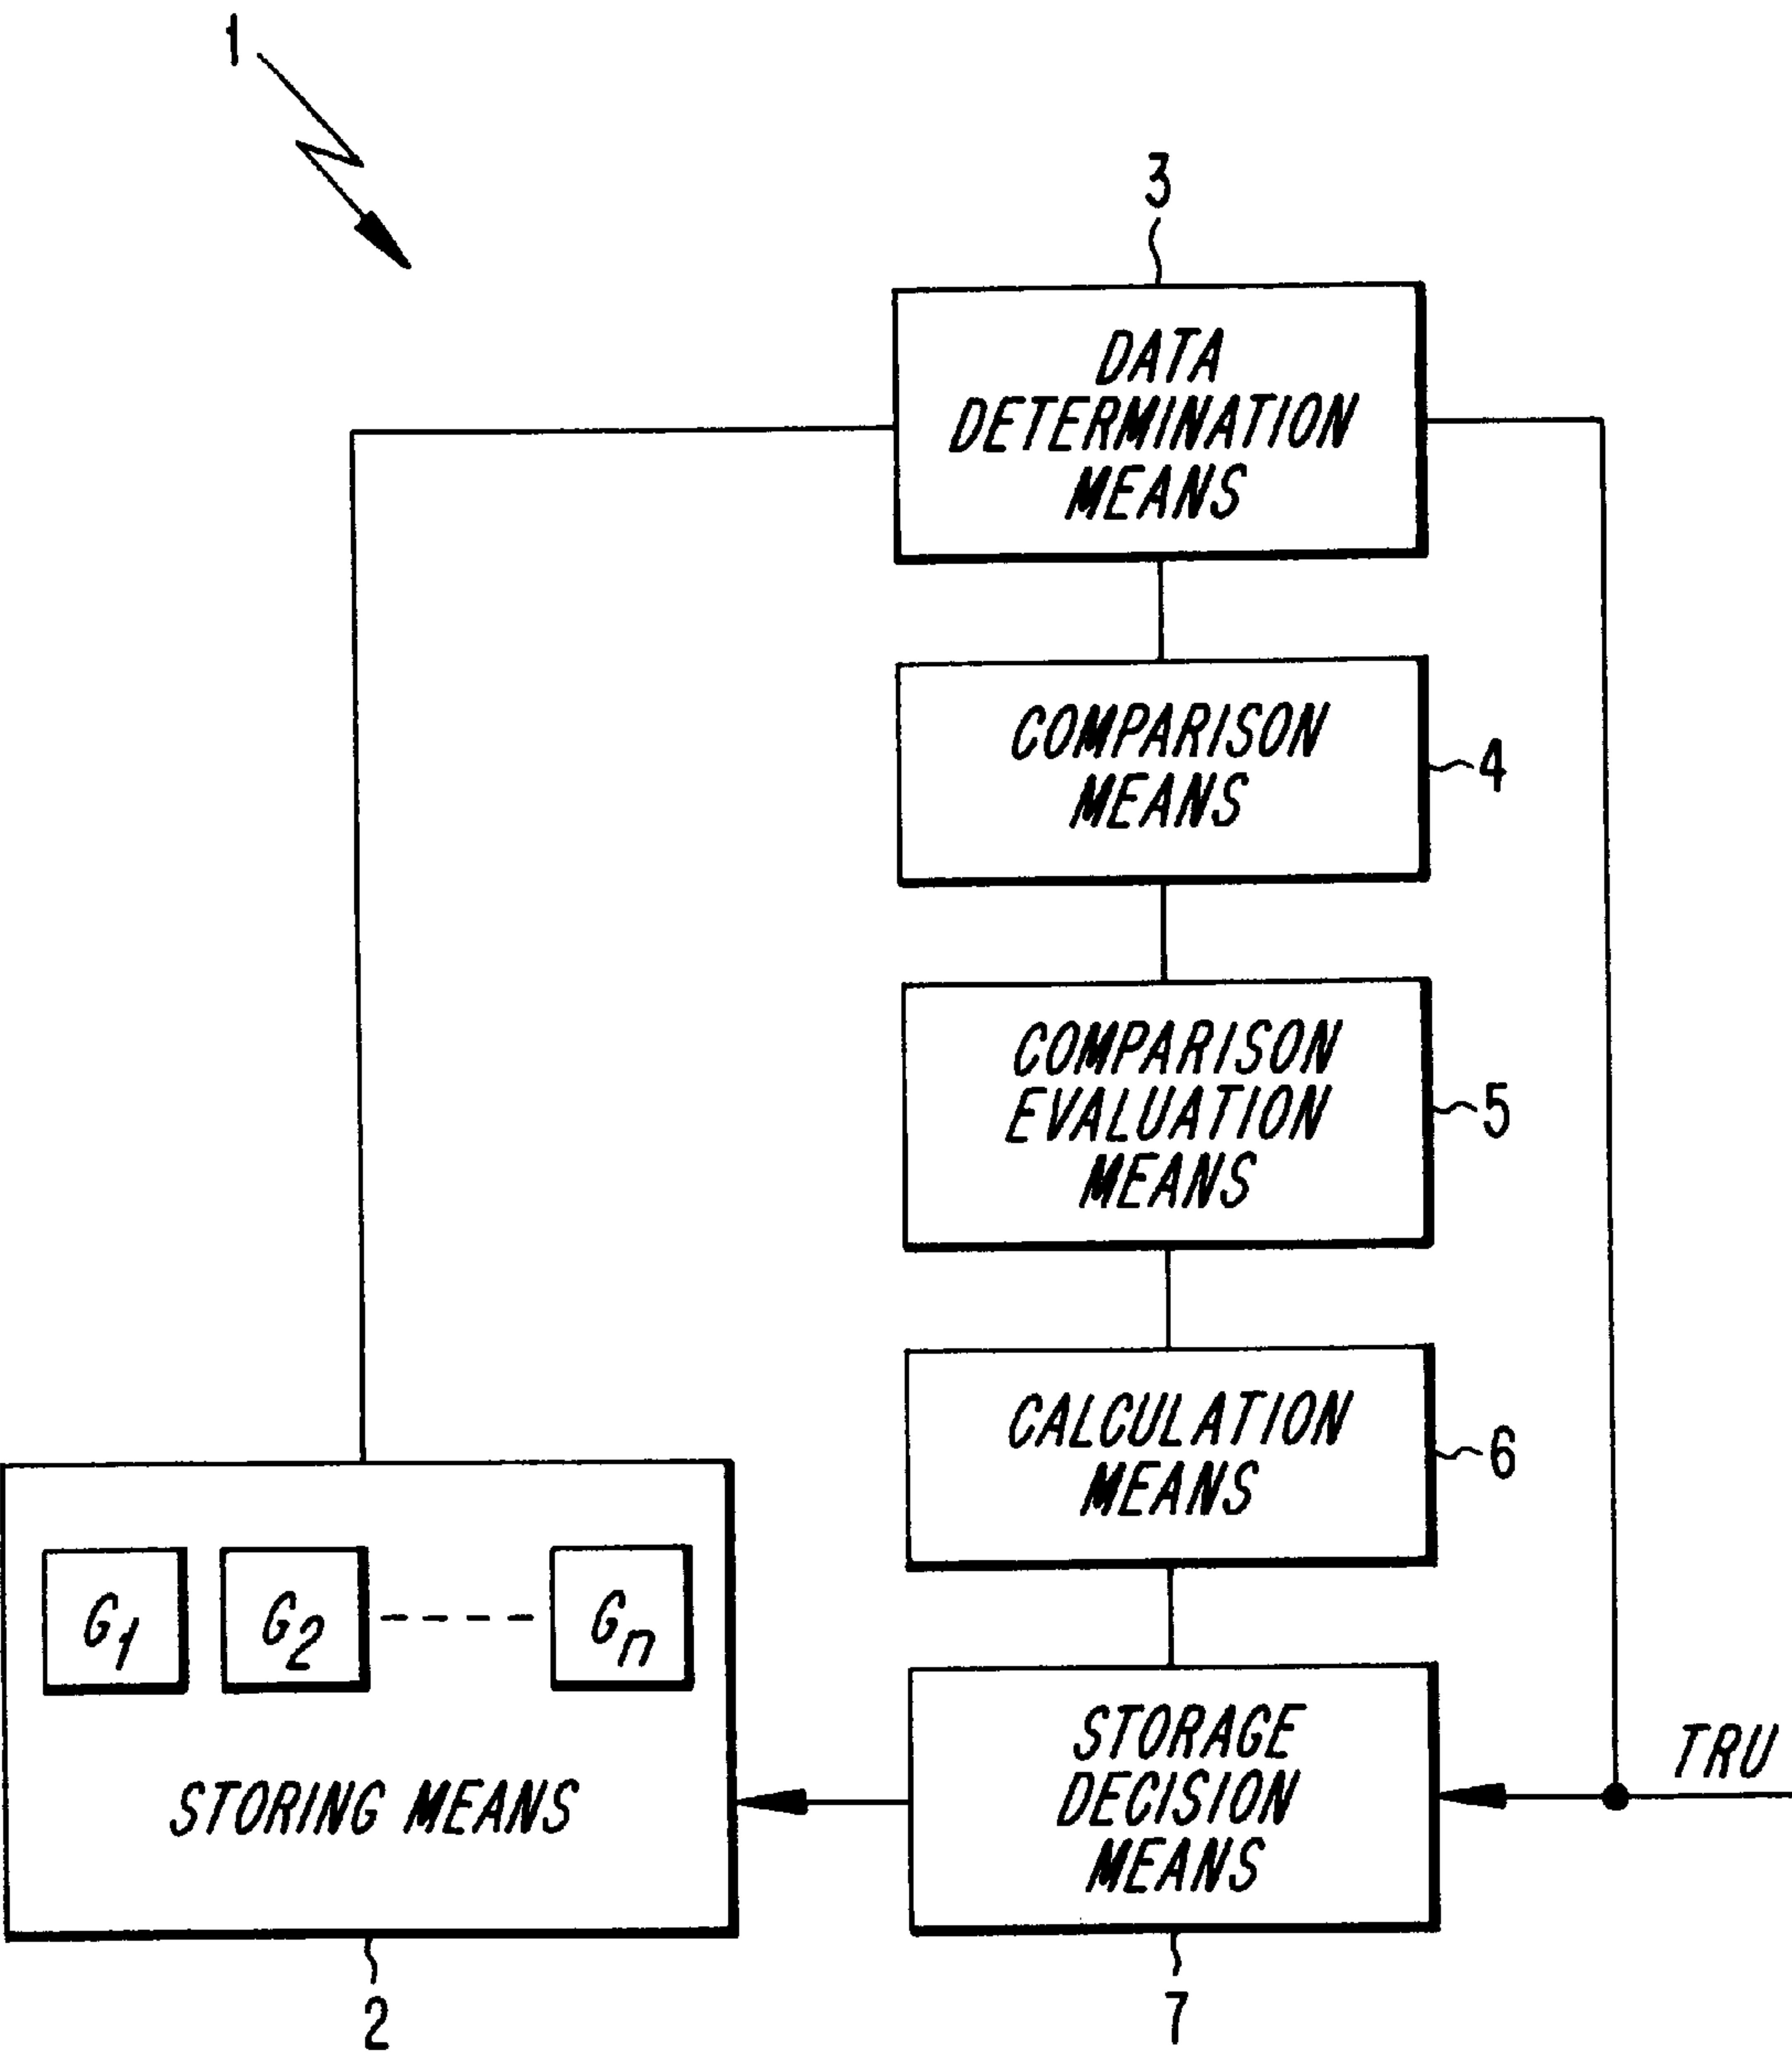 1
3
DATA
DETERMINATION
MEANS
COMPARISON
MEANS
4
COMPARISON
EVALUATION
MEANS
5
CALCULATION
MEANS
6
G1 G2 Gn
STORING MEANS
STORAGE
DECISION
MEANS
TRU
2
7